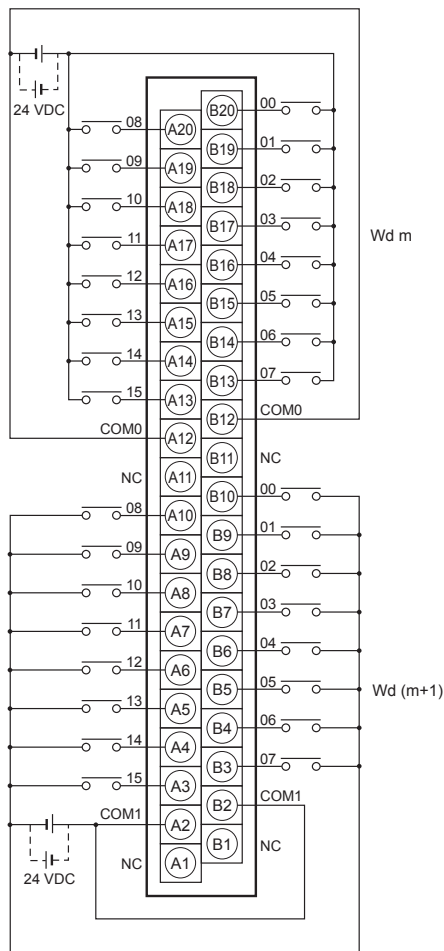 24 VDC
B20 00
08 A20
B19 01
09 A19
B18 02
10 A18
B17 03
Wd m
11 A17
B16 04
12 A16
B15 05
13 A15
B14 06
14 A14
B13 07
15 A13
B12 COM0
COM0 A12
B11 NC
NC A11
B10 00
08 A10
B9 01
09 A9
B8 02
10 A8
B7 03
11 A7
B6 04
12 A6
B5 05
Wd (m+1)
13 A5
B4 06
14 A4
B3 07
15 A3
B2 COM1
COM1 A2
B1 NC
NC A1
24 VDC